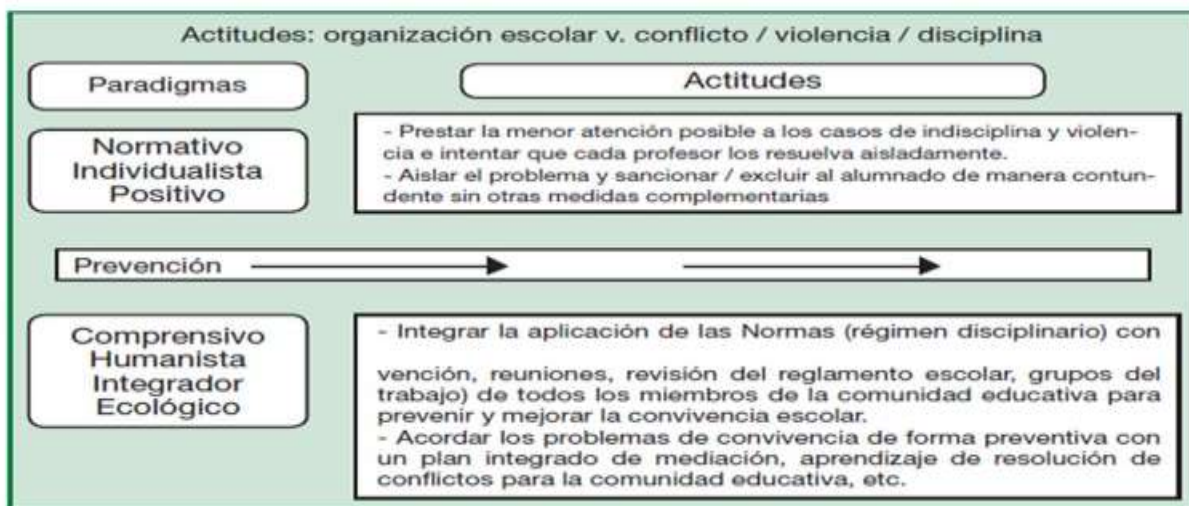 Actitudes: organización escolar v. conflicto / violencia / disciplina
Paradigmas
Actitudes
Normativo
Individualista
Positivo
- Prestar la menor atención posible a los casos de indisciplina y violen-
cia e intentar que cada profesor los resuelva aisladamente.
- Aislar el problema y sancionar / excluir al alumnado de manera contun-
dente sin otras medidas complementarias
Prevención
Comprensivo
Humanista
Integrador
Ecológico
- Integrar la aplicación de las Normas (régimen disciplinario) con
vención, reuniones, revisión del reglamento escolar, grupos del
trabajo) de todos los miembros de la comunidad educativa para
prevenir y mejorar la convivencia escolar.
- Acordar los problemas de convivencia de forma preventiva con
un plan integrado de mediación, aprendizaje de resolución de
conflictos para la comunidad educativa, etc.